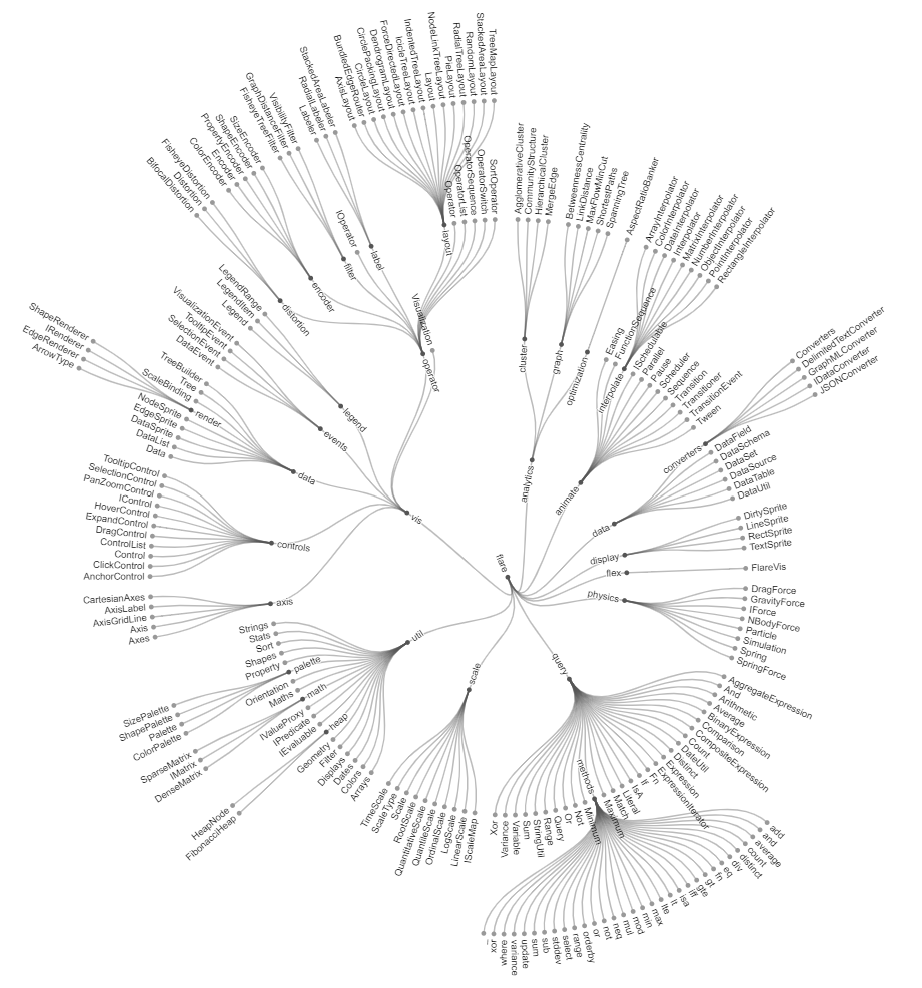 flare
analytics
cluster
AgglomerativeCluster
CommunityStructure
HierarchicalCluster
MergeEdge
graph
BetweennessCentrality
LinkDistance
MaxFlowMinCut
ShortestPaths
SpanningTree
optimization
AspectRatioBanker
animate
Easing
FunctionSequence
interpolate
ArrayInterpolator
ColorInterpolator
DateInterpolator
Interpolator
MatrixInterpolator
NumberInterpolator
ObjectInterpolator
PointInterpolator
RectangleInterpolator
ISchedulable
Parallel
Pause
Scheduler
Sequence
Transition
Transitioner
TransitionEvent
Tween
data
converters
Converters
DelimitedTextConverter
GraphMLConverter
IDataConverter
JSONConverter
DataField
DataSchema
DataSet
DataSource
DataTable
DataUtil
display
DirtySprite
LineSprite
RectSprite
TextSprite
flex
FlareVis
physics
DragForce
GravityForce
IForce
NBodyForce
Particle
Simulation
Spring
SpringForce
query
AggregateExpression
And
Arithmetic
Average
BinaryExpression
Comparison
CompositeExpression
Count
DateUtil
Distinct
Expression
ExpressionIterator
Fn
If
IsA
Literal
Match
Maximum
methods
add
and
average
count
distinct
div
eq
fn
gt
gte
iff
isa
lt
lte
max
min
mod
mul
neq
not
or
orderby
range
select
stddev
sub
sum
update
variance
where
xor
_
Minimum
Not
Or
Query
Range
StringUtil
Sum
Variable
Variance
Xor
scale
IScaleMap
LinearScale
LogScale
OrdinalScale
QuantileScale
QuantitativeScale
RootScale
Scale
ScaleType
TimeScale
util
Arrays
Colors
Dates
Displays
Filter
Geometry
heap
FibonacciHeap
HeapNode
IEvaluable
IPredicate
IValueProxy
math
DenseMatrix
IMatrix
SparseMatrix
Maths
Orientation
palette
ColorPalette
Palette
ShapePalette
SizePalette
Property
Shapes
Sort
Stats
Strings
vis
axis
Axes
Axis
AxisGridLine
AxisLabel
CartesianAxes
controls
AnchorControl
ClickControl
Control
ControlList
DragControl
ExpandControl
HoverControl
IControl
PanZoomControl
SelectionControl
TooltipControl
data
Data
DataList
DataSprite
EdgeSprite
NodeSprite
render
ArrowType
EdgeRenderer
IRenderer
ShapeRenderer
ScaleBinding
Tree
TreeBuilder
events
DataEvent
SelectionEvent
TooltipEvent
VisualizationEvent
legend
Legend
LegendItem
LegendRange
operator
distortion
BifocalDistortion
Distortion
FisheyeDistortion
encoder
ColorEncoder
Encoder
PropertyEncoder
ShapeEncoder
SizeEncoder
filter
FisheyeTreeFilter
GraphDistanceFilter
VisibilityFilter
IOperator
label
Labeler
RadialLabeler
StackedAreaLabeler
layout
AxisLayout
BundledEdgeRouter
CircleLayout
CirclePackingLayout
DendrogramLayout
ForceDirectedLayout
IcicleTreeLayout
IndentedTreeLayout
Layout
NodeLinkTreeLayout
PieLayout
RadialTreeLayout
RandomLayout
StackedAreaLayout
TreeMapLayout
Operator
OperatorList
OperatorSequence
OperatorSwitch
SortOperator
Visualization